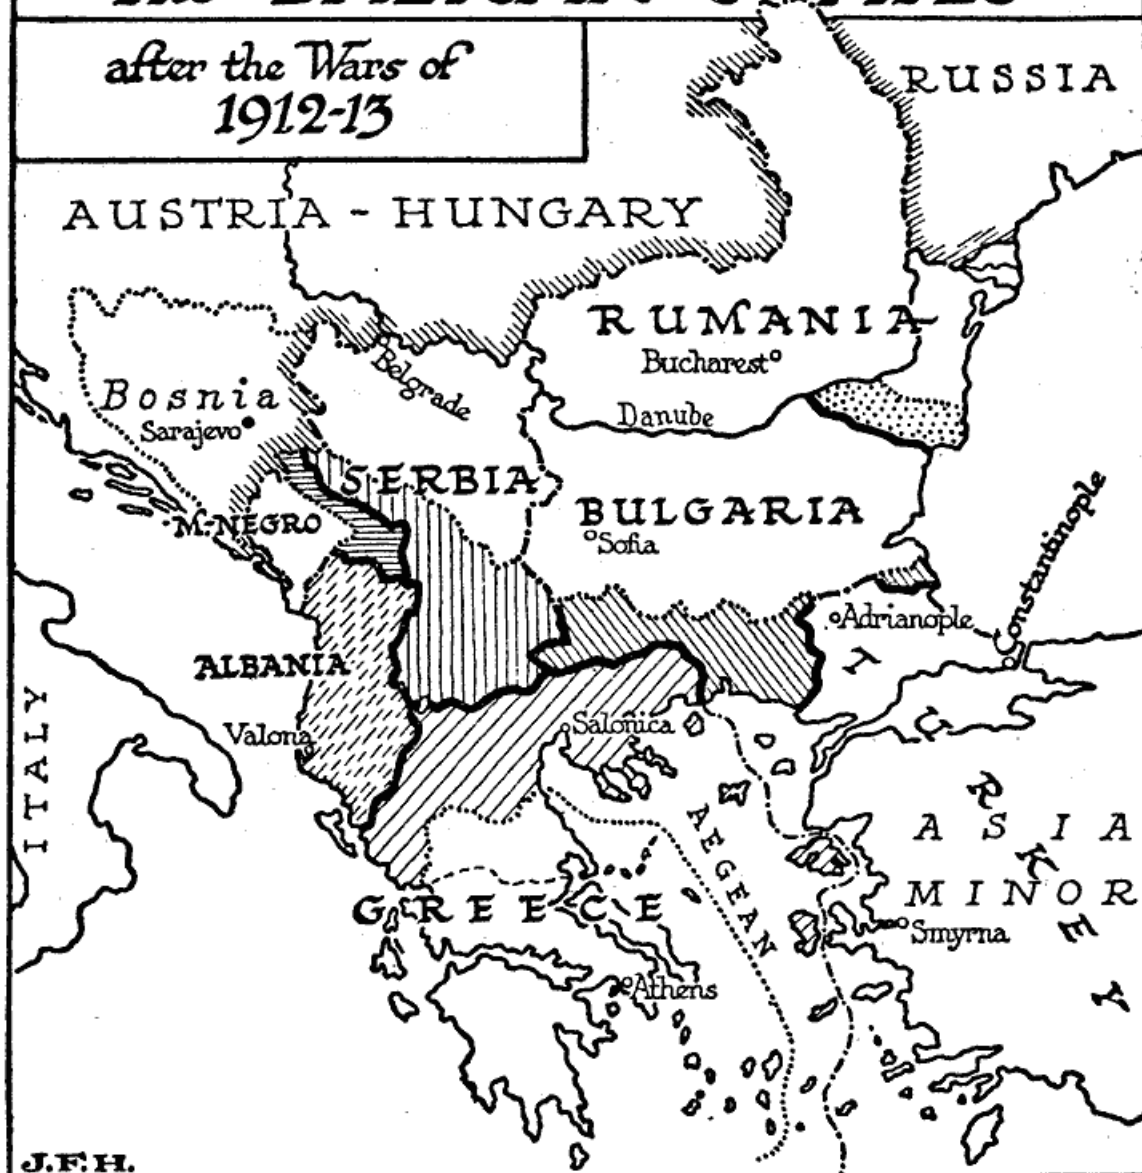 after the Wars of
1912-13
RUSSIA
AUSTRIA - HUNGARY
RUMANIA
Bucharest
Belgrade
Bosnia
Sarajevo
Danube
SERBIA
BULGARIA
Sofia
M. NEGRO
Constantinople
Adrianople
ALBANIA
Valona
Salonica
ITALY
TURKEY
AEGEAN
ASIA
MINOR
GREECE
Smyrna
Athens
J.F.H.